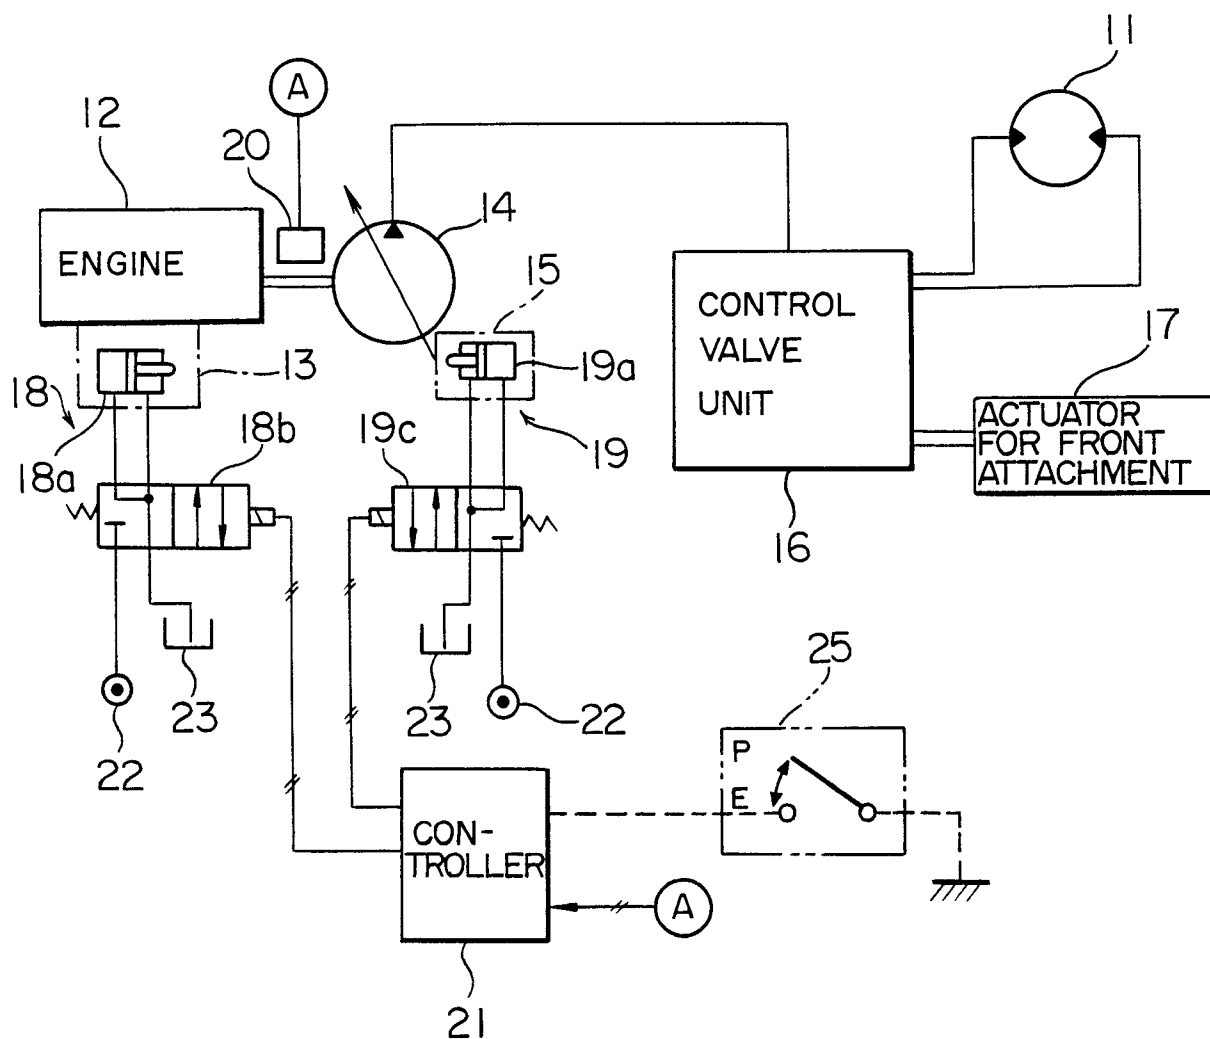 11
A
12
20
14
ENGINE
15
CONTROL
VALVE
UNIT
17
13
19a
18
18a
18b
19c
19
ACTUATOR
FOR FRONT
ATTACHMENT
16
23
22
23
22
25
P
E
CON-
TROLLER
A
21